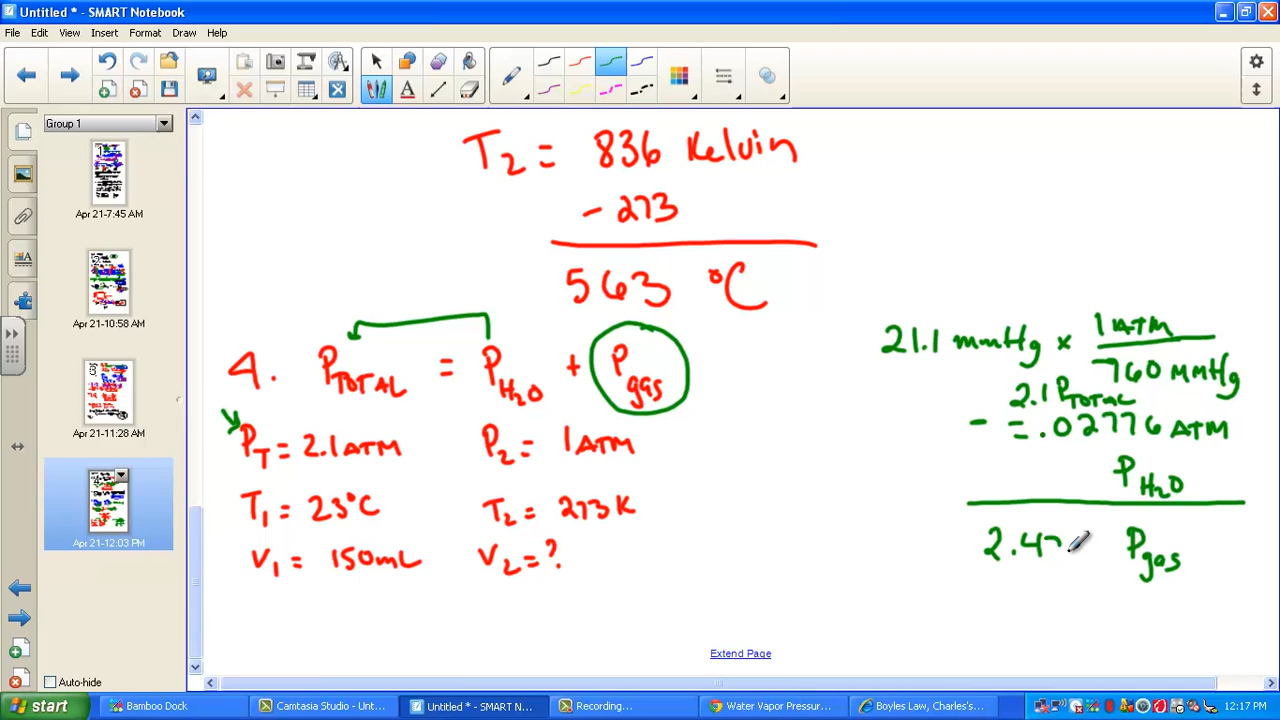 Untitled * - SMART Notebook
File Edit View Insert Format Draw Help
Group 1
Apr 21-7:45 AM
Apr 21-10:58 AM
Apr 21-11:28 AM
Apr 21-12:03 PM
Auto-hide
T2 = 836 Kelvin
- 273
563 °C
4. PTOTAL = PH2O + Pgas
PT = 2.1 ATM P2 = 1 ATM
T1 = 23°C T2 = 273 K
V1 = 150mL V2 = ?
21.1 mmHg x 1 ATM
760 mmHg
2.1 PTOTAL
- = .02776 ATM
PH2O
2.47 Pgas
Extend Page
start Bamboo Dock Camtasia Studio - Unt... Untitled * - SMART N... Recording... Water Vapor Pressur... Boyles Law, Charles's... 12:17 PM